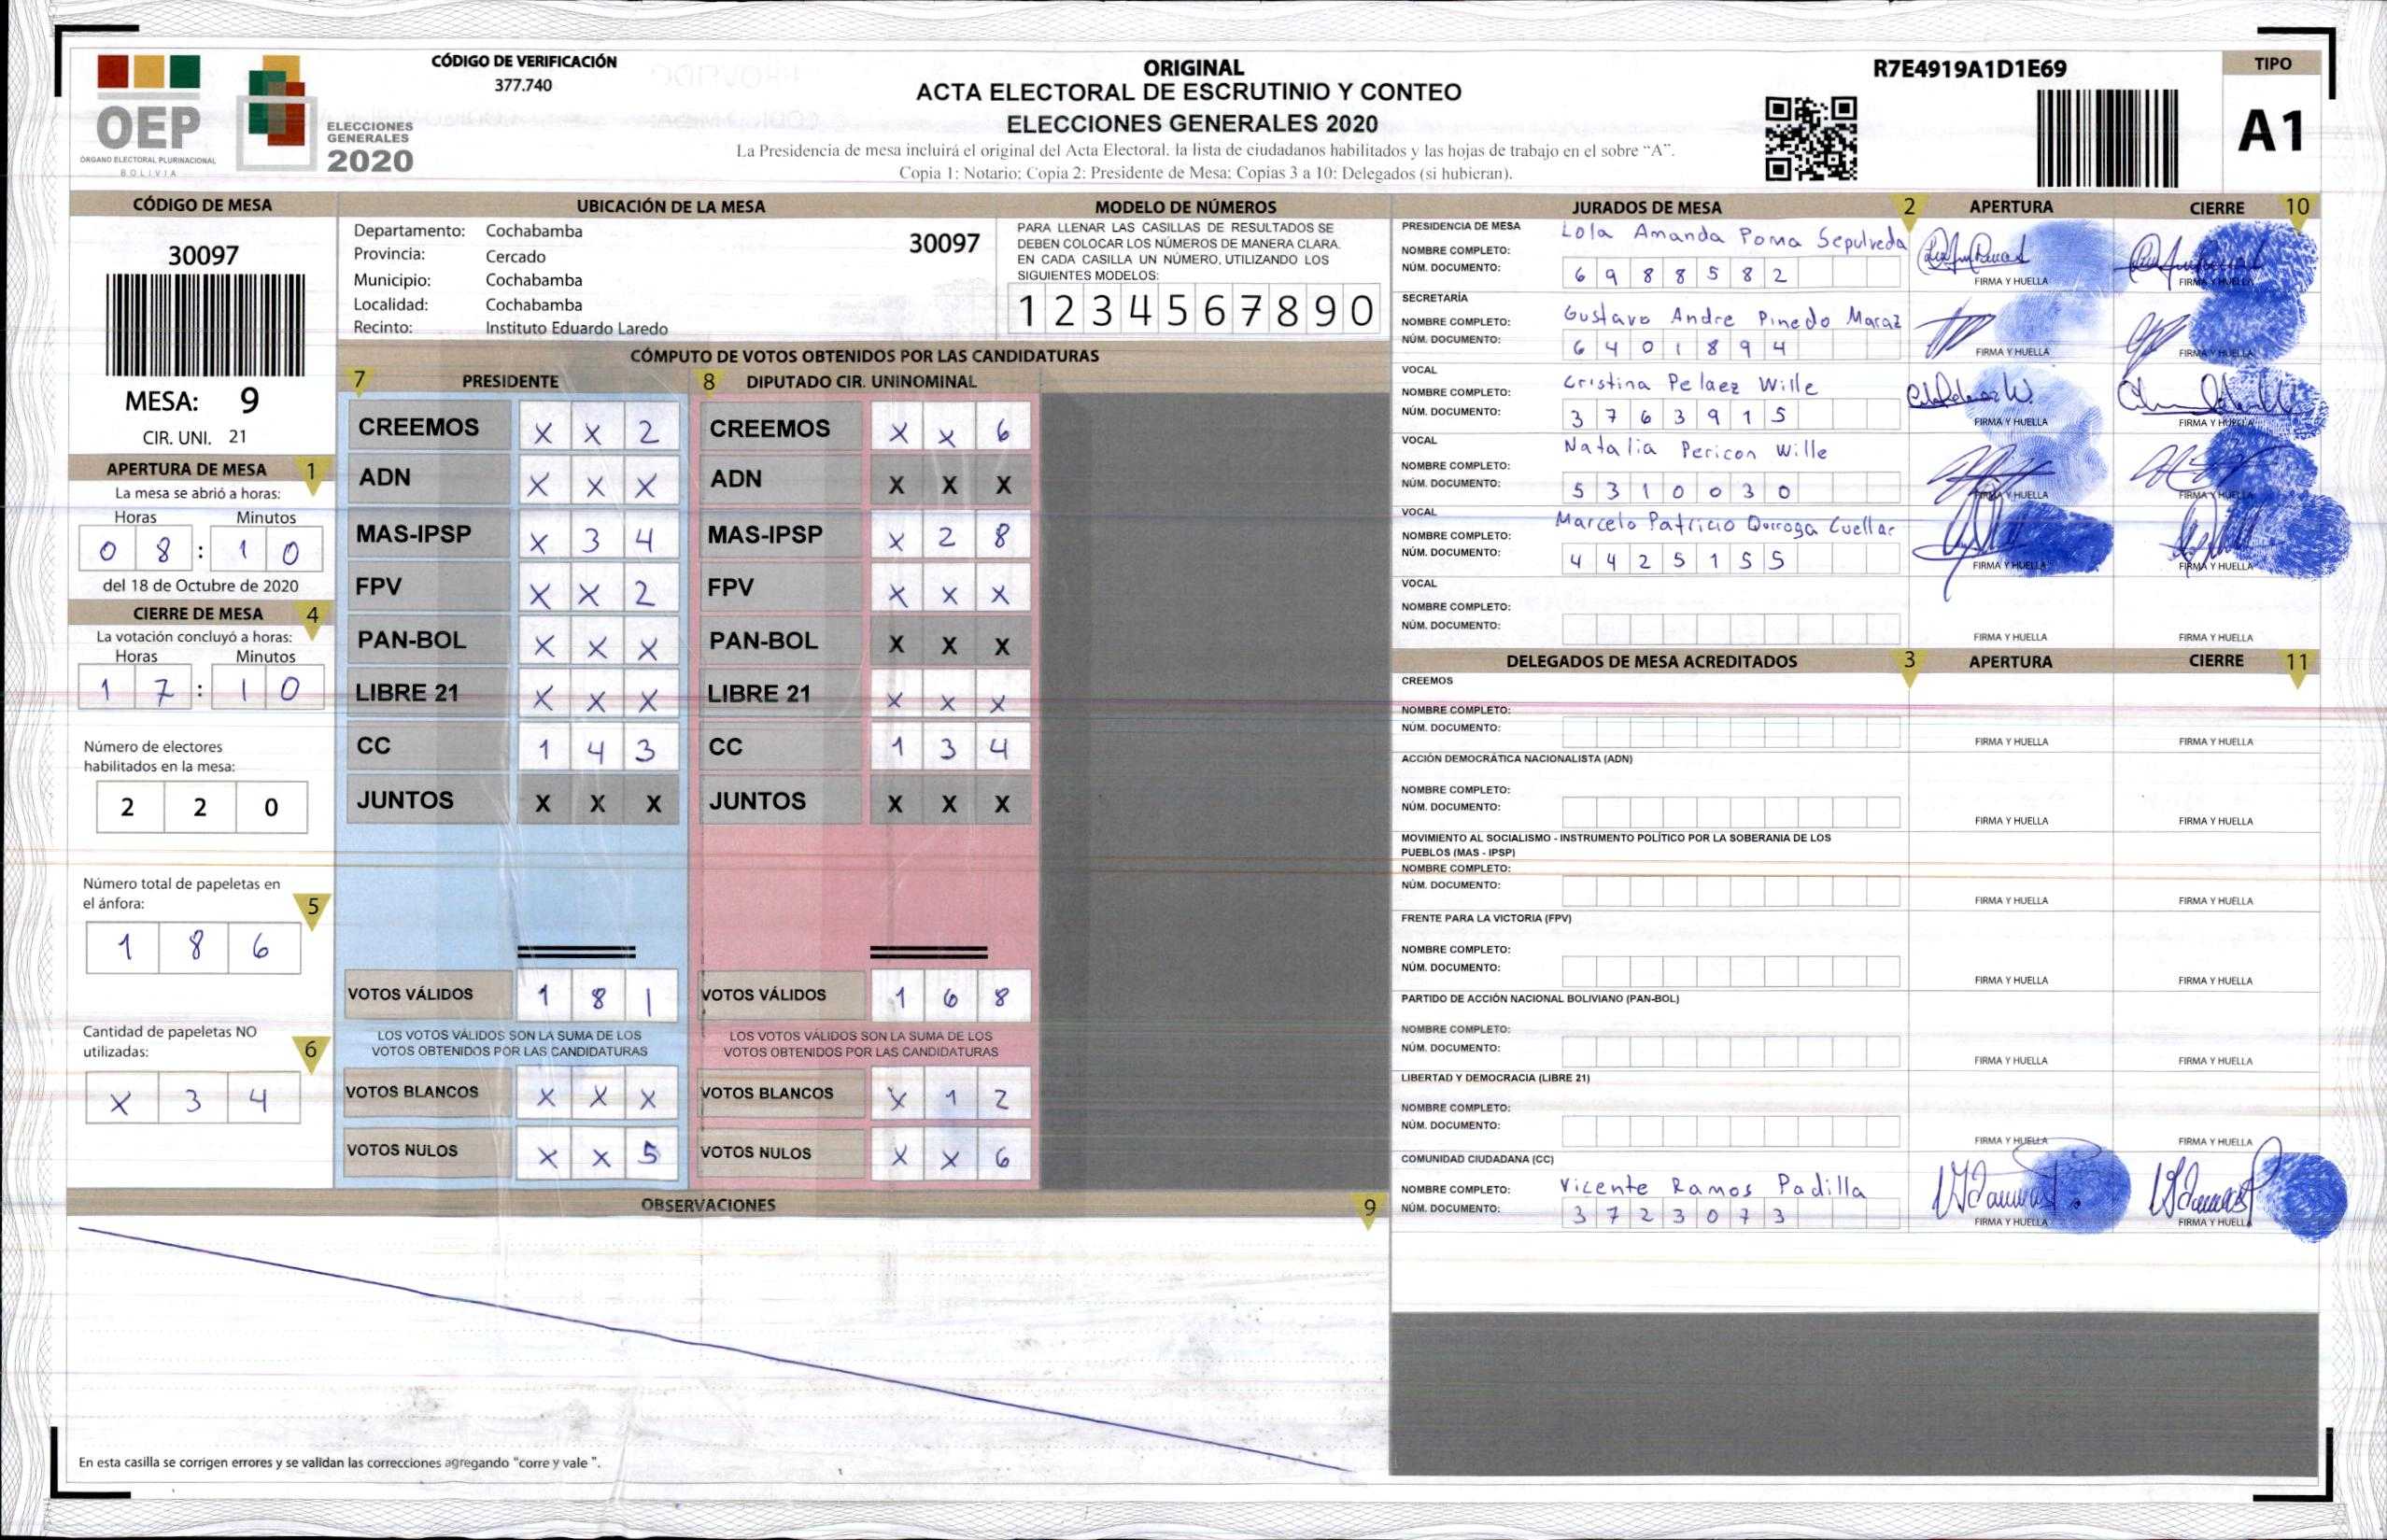 CÓDIGO DE VERIFICACIÓN
377.740
OEP
ÓRGANO ELECTORAL PLURINACIONAL
BOLIVIA
ELECCIONES
GENERALES
2020
ORIGINAL
ACTA ELECTORAL DE ESCRUTINIO Y CONTEO
ELECCIONES GENERALES 2020
La Presidencia de mesa incluirá el original del Acta Electoral, la lista de ciudadanos habilitados y las hojas de trabajo en el sobre “A”.
Copia 1: Notario; Copia 2: Presidente de Mesa; Copias 3 a 10: Delegados (si hubieran).
R7E4919A1D1E69
TIPO
A1
CÓDIGO DE MESA
30097
MESA: 9
CIR. UNI. 21
APERTURA DE MESA 1
La mesa se abrió a horas:
Horas Minutos
0 8 : 1 0
del 18 de Octubre de 2020
CIERRE DE MESA 4
La votación concluyó a horas:
Horas Minutos
1 7 : 1 0
Número de electores
habilitados en la mesa:
2 2 0
Número total de papeletas en
el ánfora: 5
1 8 6
Cantidad de papeletas NO
utilizadas: 6
X 3 4
UBICACIÓN DE LA MESA
Departamento: Cochabamba
30097
Provincia: Cercado
Municipio: Cochabamba
Localidad: Cochabamba
Recinto: Instituto Eduardo Laredo
MODELO DE NÚMEROS
PARA LLENAR LAS CASILLAS DE RESULTADOS SE
DEBEN COLOCAR LOS NÚMEROS DE MANERA CLARA.
EN CADA CASILLA UN NÚMERO, UTILIZANDO LOS
SIGUIENTES MODELOS:
1 2 3 4 5 6 7 8 9 0
CÓMPUTO DE VOTOS OBTENIDOS POR LAS CANDIDATURAS
7 PRESIDENTE 8 DIPUTADO CIR. UNINOMINAL
CREEMOS X X 2 CREEMOS X X 6
ADN X X X ADN X X X
MAS-IPSP X 3 4 MAS-IPSP X 2 8
FPV X X 2 FPV X X X
PAN-BOL X X X PAN-BOL X X X
LIBRE 21 X X X LIBRE 21 X X X
CC 1 4 3 CC 1 3 4
JUNTOS X X X JUNTOS X X X
VOTOS VÁLIDOS 1 8 1 VOTOS VÁLIDOS 1 6 8
LOS VOTOS VÁLIDOS SON LA SUMA DE LOS LOS VOTOS VÁLIDOS SON LA SUMA DE LOS
VOTOS OBTENIDOS POR LAS CANDIDATURAS VOTOS OBTENIDOS POR LAS CANDIDATURAS
VOTOS BLANCOS X X X VOTOS BLANCOS X 1 2
VOTOS NULOS X X 5 VOTOS NULOS X X 6
OBSERVACIONES 9
En esta casilla se corrigen errores y se validan las correcciones agregando "corre y vale ".
JURADOS DE MESA 2 APERTURA CIERRE 10
PRESIDENCIA DE MESA
NOMBRE COMPLETO: Lola Amanda Poma Sepulveda
NÚM. DOCUMENTO: 6 9 8 8 5 8 2
FIRMA Y HUELLA FIRMA Y HUELLA
SECRETARÍA
NOMBRE COMPLETO: Gustavo Andre Pinedo Maraz
NÚM. DOCUMENTO: 6 4 0 1 8 9 4
FIRMA Y HUELLA FIRMA Y HUELLA
VOCAL
NOMBRE COMPLETO: Cristina Pelaez Wille
NÚM. DOCUMENTO: 3 7 6 3 9 1 5
FIRMA Y HUELLA FIRMA Y HUELLA
VOCAL
NOMBRE COMPLETO: Natalia Pericon Wille
NÚM. DOCUMENTO: 5 3 1 0 0 3 0
FIRMA Y HUELLA FIRMA Y HUELLA
VOCAL
NOMBRE COMPLETO: Marcelo Patricio Quiroga Cuellar
NÚM. DOCUMENTO: 4 4 2 5 1 5 5
FIRMA Y HUELLA FIRMA Y HUELLA
VOCAL
NOMBRE COMPLETO:
NÚM. DOCUMENTO:
FIRMA Y HUELLA FIRMA Y HUELLA
DELEGADOS DE MESA ACREDITADOS 3 APERTURA CIERRE 11
CREEMOS
NOMBRE COMPLETO:
NÚM. DOCUMENTO:
FIRMA Y HUELLA FIRMA Y HUELLA
ACCIÓN DEMOCRÁTICA NACIONALISTA (ADN)
NOMBRE COMPLETO:
NÚM. DOCUMENTO:
FIRMA Y HUELLA FIRMA Y HUELLA
MOVIMIENTO AL SOCIALISMO - INSTRUMENTO POLÍTICO POR LA SOBERANIA DE LOS
PUEBLOS (MAS - IPSP)
NOMBRE COMPLETO:
NÚM. DOCUMENTO:
FIRMA Y HUELLA FIRMA Y HUELLA
FRENTE PARA LA VICTORIA (FPV)
NOMBRE COMPLETO:
NÚM. DOCUMENTO:
FIRMA Y HUELLA FIRMA Y HUELLA
PARTIDO DE ACCIÓN NACIONAL BOLIVIANO (PAN-BOL)
NOMBRE COMPLETO:
NÚM. DOCUMENTO:
FIRMA Y HUELLA FIRMA Y HUELLA
LIBERTAD Y DEMOCRACIA (LIBRE 21)
NOMBRE COMPLETO:
NÚM. DOCUMENTO:
FIRMA Y HUELLA FIRMA Y HUELLA
COMUNIDAD CIUDADANA (CC)
NOMBRE COMPLETO: Vicente Ramos Padilla
NÚM. DOCUMENTO: 3 7 2 3 0 7 3
FIRMA Y HUELLA FIRMA Y HUELLA